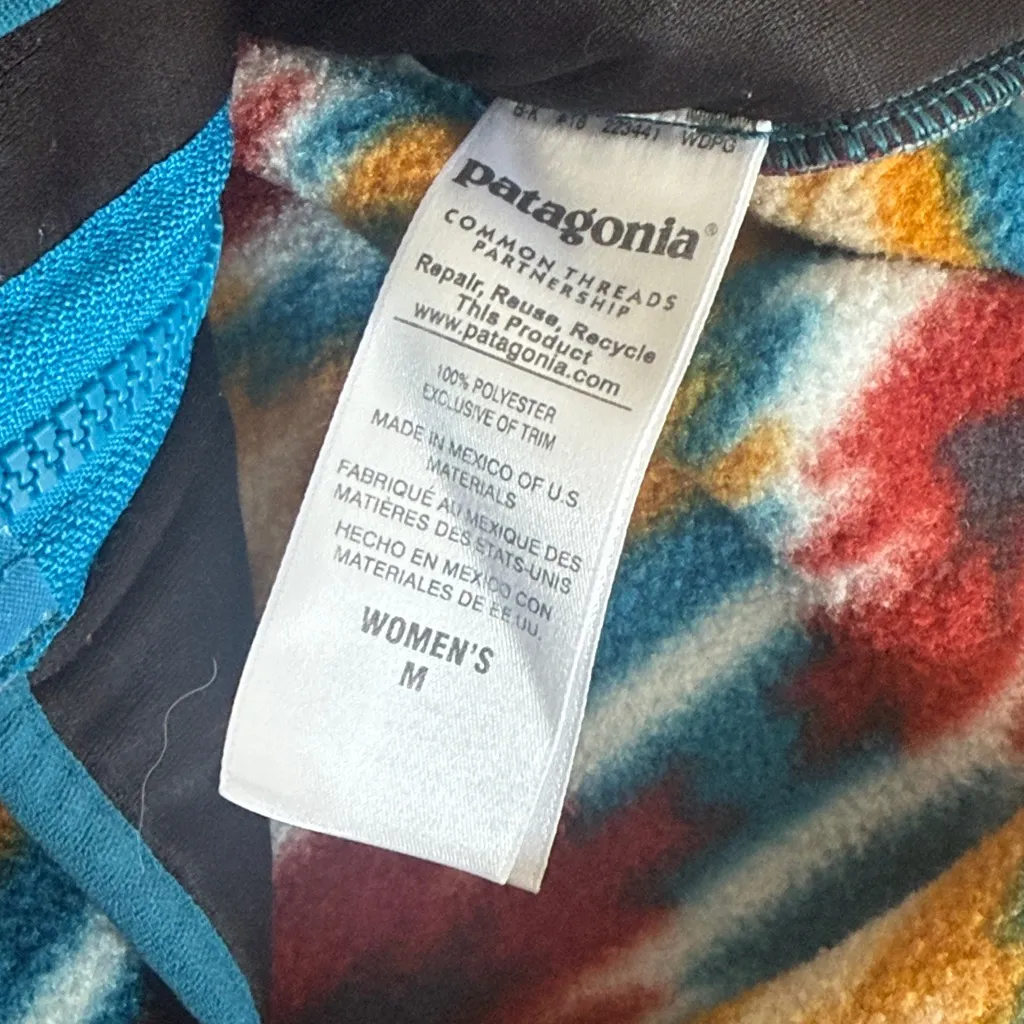 223441 WDPG
patagonia®
COMMON THREADS
PARTNERSHIP
Repair, Reuse, Recycle
This Product
www.patagonia.com
100% POLYESTER
EXCLUSIVE OF TRIM
MADE IN MEXICO OF U.S
MATERIALS
FABRIQUÉ AU MEXIQUE DES
MATIÈRES DES ÉTATS-UNIS
HECHO EN MEXICO CON
MATERIALES DE EE.UU.
WOMEN'S
M